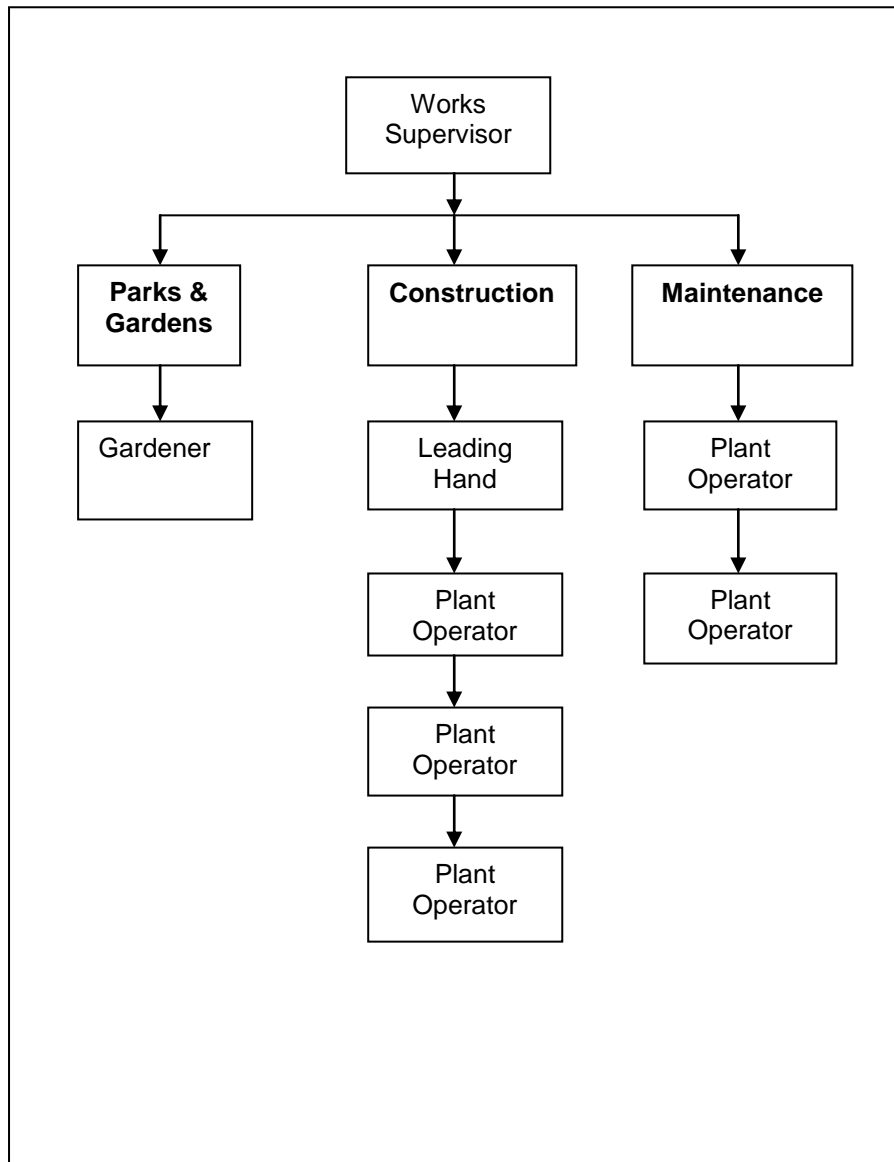 Works
Supervisor
Parks &
Gardens
Construction
Maintenance
Gardener
Leading
Hand
Plant
Operator
Plant
Operator
Plant
Operator
Plant
Operator
Plant
Operator